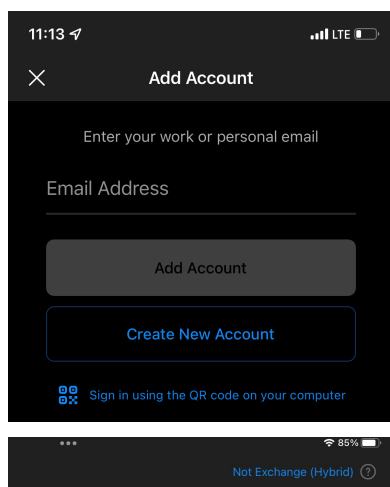 11:13 LTE
Add Account
Enter your work or personal email
Email Address
Add Account
Create New Account
Sign in using the QR code on your computer
85%
Not Exchange (Hybrid) ?